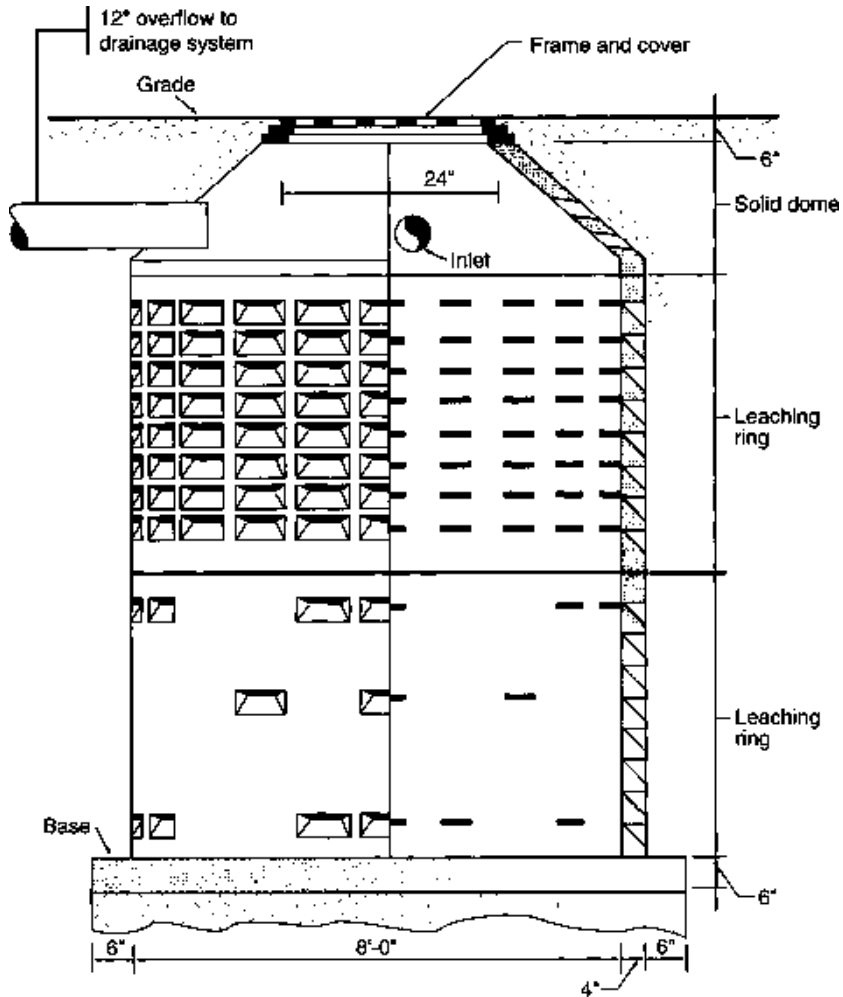 12" overflow to
drainage system
Frame and cover
Grade
6"
24"
Solid dome
Inlet
Leaching
ring
Leaching
ring
Base
6"
6"
8'-0"
6"
4"